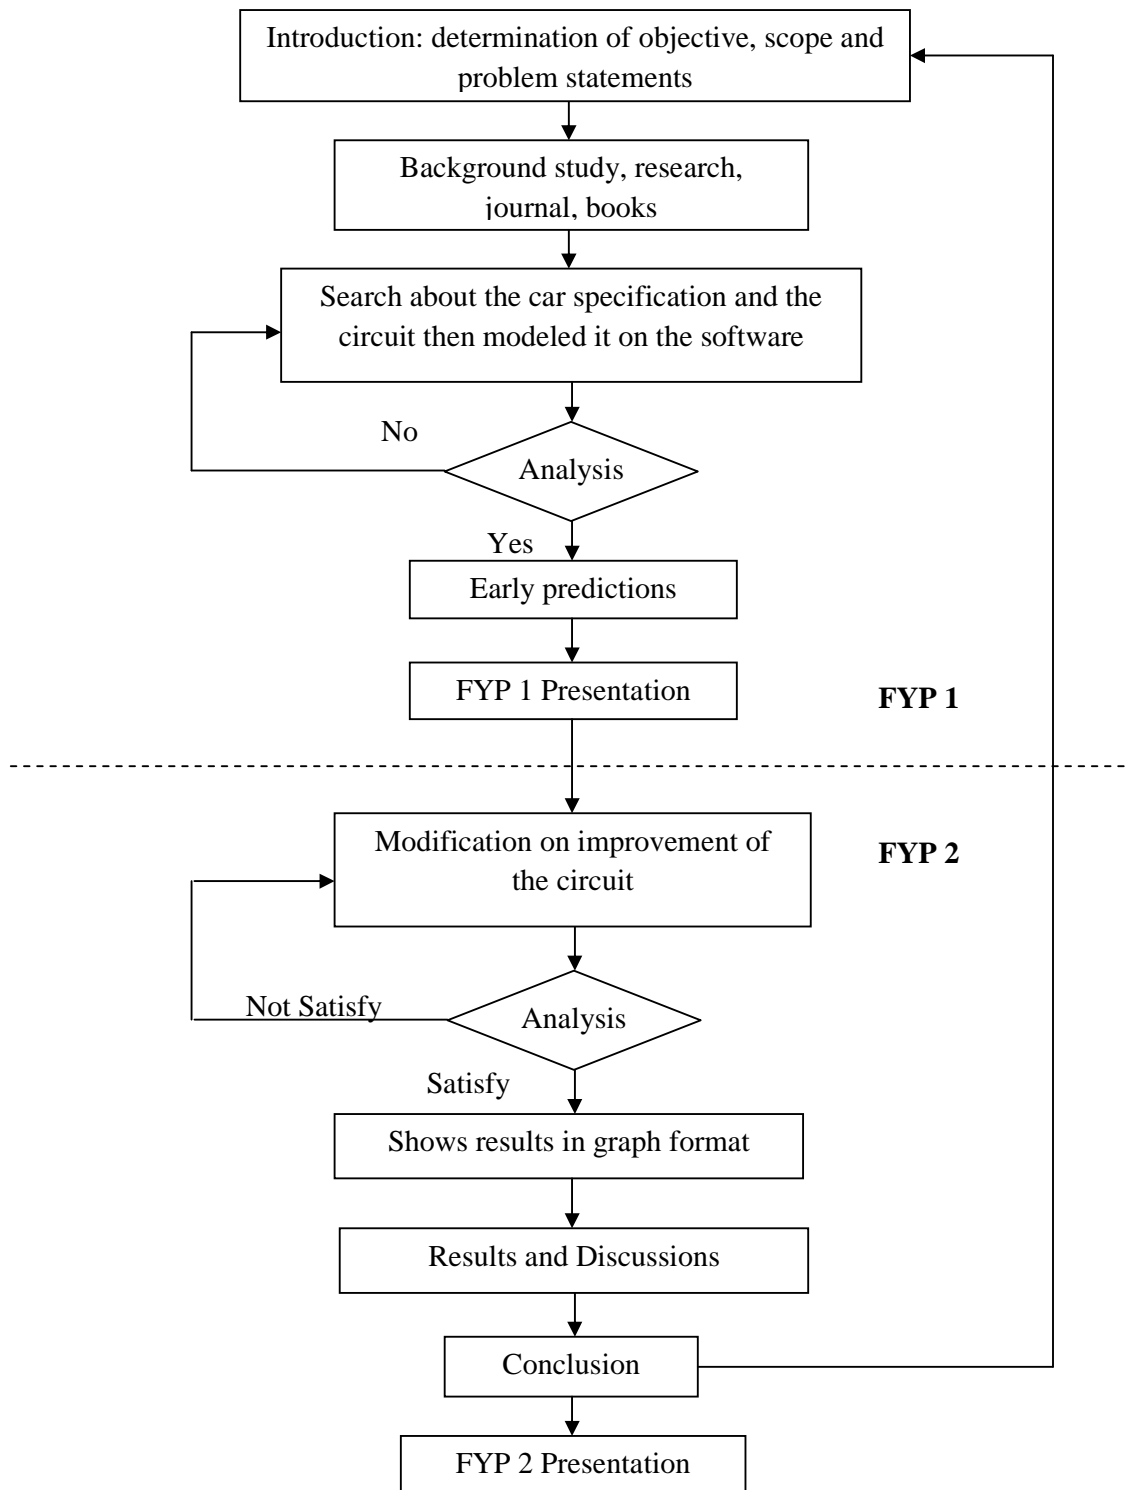 Introduction: determination of objective, scope and
problem statements
Background study, research,
journal, books
Search about the car specification and the
circuit then modeled it on the software
No
Analysis
Yes
Early predictions
FYP 1 Presentation
FYP 1
Modification on improvement of
the circuit
FYP 2
Not Satisfy
Analysis
Satisfy
Shows results in graph format
Results and Discussions
Conclusion
FYP 2 Presentation